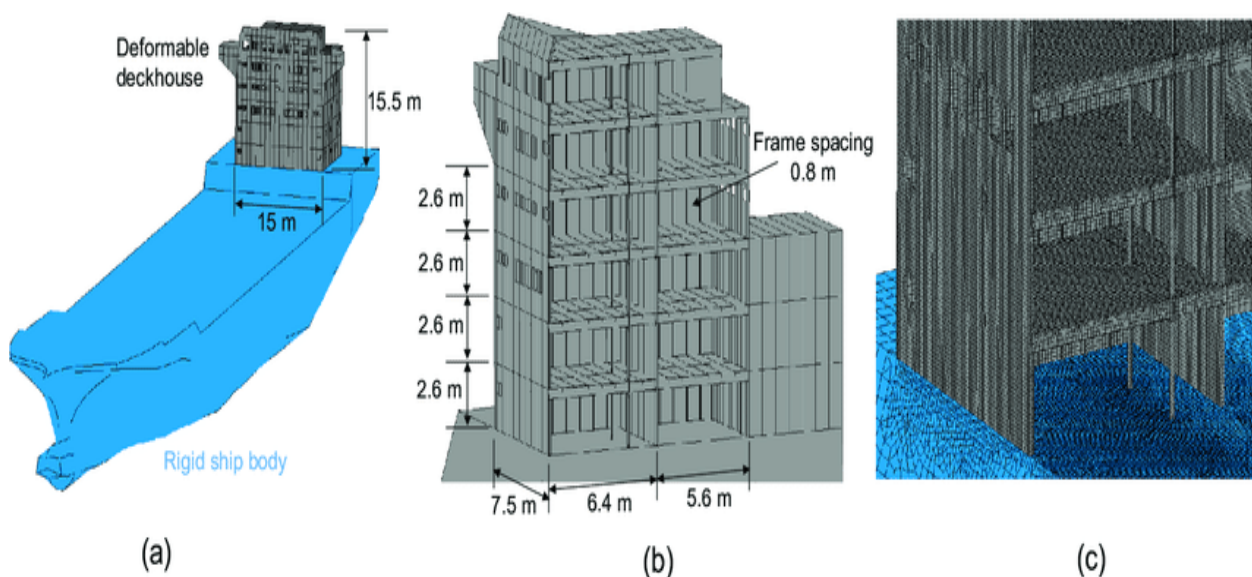 Deformable
deckhouse
15.5 m
15 m
Rigid ship body
(a)
Frame spacing
0.8 m
2.6 m
2.6 m
2.6 m
2.6 m
7.5 m
6.4 m
5.6 m
(b)
(c)